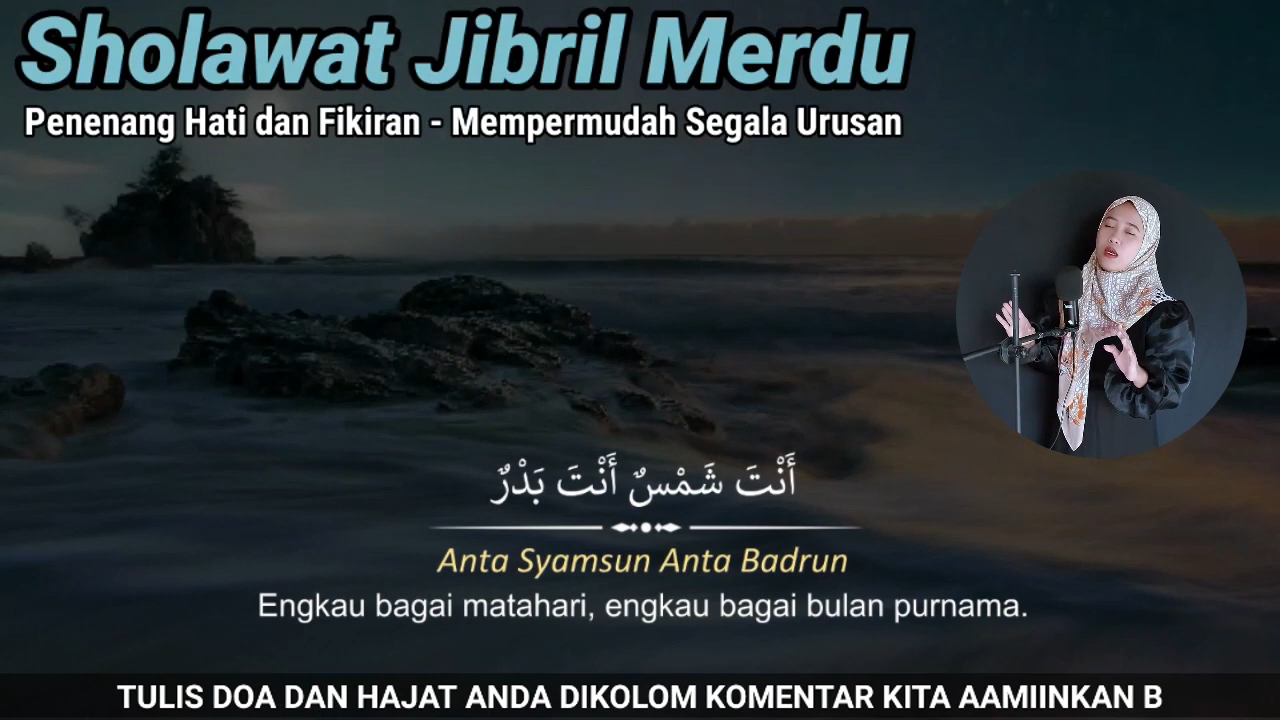 Sholawat Jibril Merdu
Penenang Hati dan Fikiran - Mempermudah Segala Urusan
أَنْتَ شَمْسٌ أَنْتَ بَدْرٌ
Anta Syamsun Anta Badrun
Engkau bagai matahari, engkau bagai bulan purnama.
TULIS DOA DAN HAJAT ANDA DIKOLOM KOMENTAR KITA AAMIINKAN B